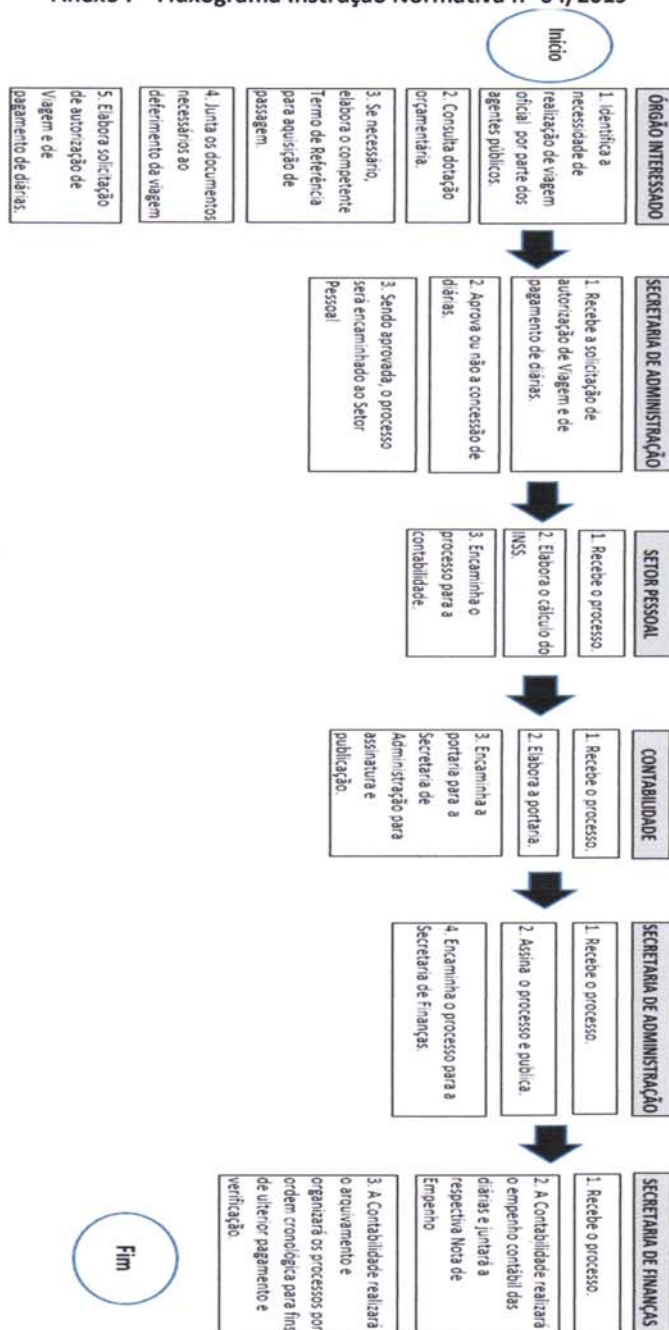 Anexo I - Fluxograma Instrução Normativa nº 04/2019
Início
ÓRGÃO INTERESSADO
1. Identifica a
necessidade de
realização de viagem
oficial por parte dos
agentes públicos.
2. Consulta dotação
orçamentária.
3. Se necessário,
elabora o competente
Termo de Referência
para aquisição de
passagem.
4. Junta os documentos
necessários ao
deferimento da viagem
5. Elabora solicitação
de autorização de
Viagem e de
pagamento de diárias.
SECRETARIA DE ADMINISTRAÇÃO
1. Recebe a solicitação de
autorização de Viagem e de
pagamento de diárias.
2. Aprova ou não a concessão de
diárias.
3. Sendo aprovada, o processo
será encaminhado ao Setor
Pessoal
SETOR PESSOAL
1. Recebe o processo.
2. Elabora o cálculo do
INSS.
3. Encaminha o
processo para a
contabilidade.
CONTABILIDADE
1. Recebe o processo.
2. Elabora a portaria.
3. Encaminha a
portaria para a
Secretaria de
Administração para
assinatura e
publicação.
SECRETARIA DE ADMINISTRAÇÃO
1. Recebe o processo.
2. Assina o processo e publica.
4. Encaminha o processo para a
Secretaria de Finanças.
SECRETARIA DE FINANÇAS
1. Recebe o processo.
2. A Contabilidade realizará
o empenho contábil das
diárias e juntará a
respectiva Nota de
Empenho
3. A Contabilidade realizará
o arquivamento e
organizará os processos por
ordem cronológica para fins
de ulterior pagamento e
verificação.
Fim